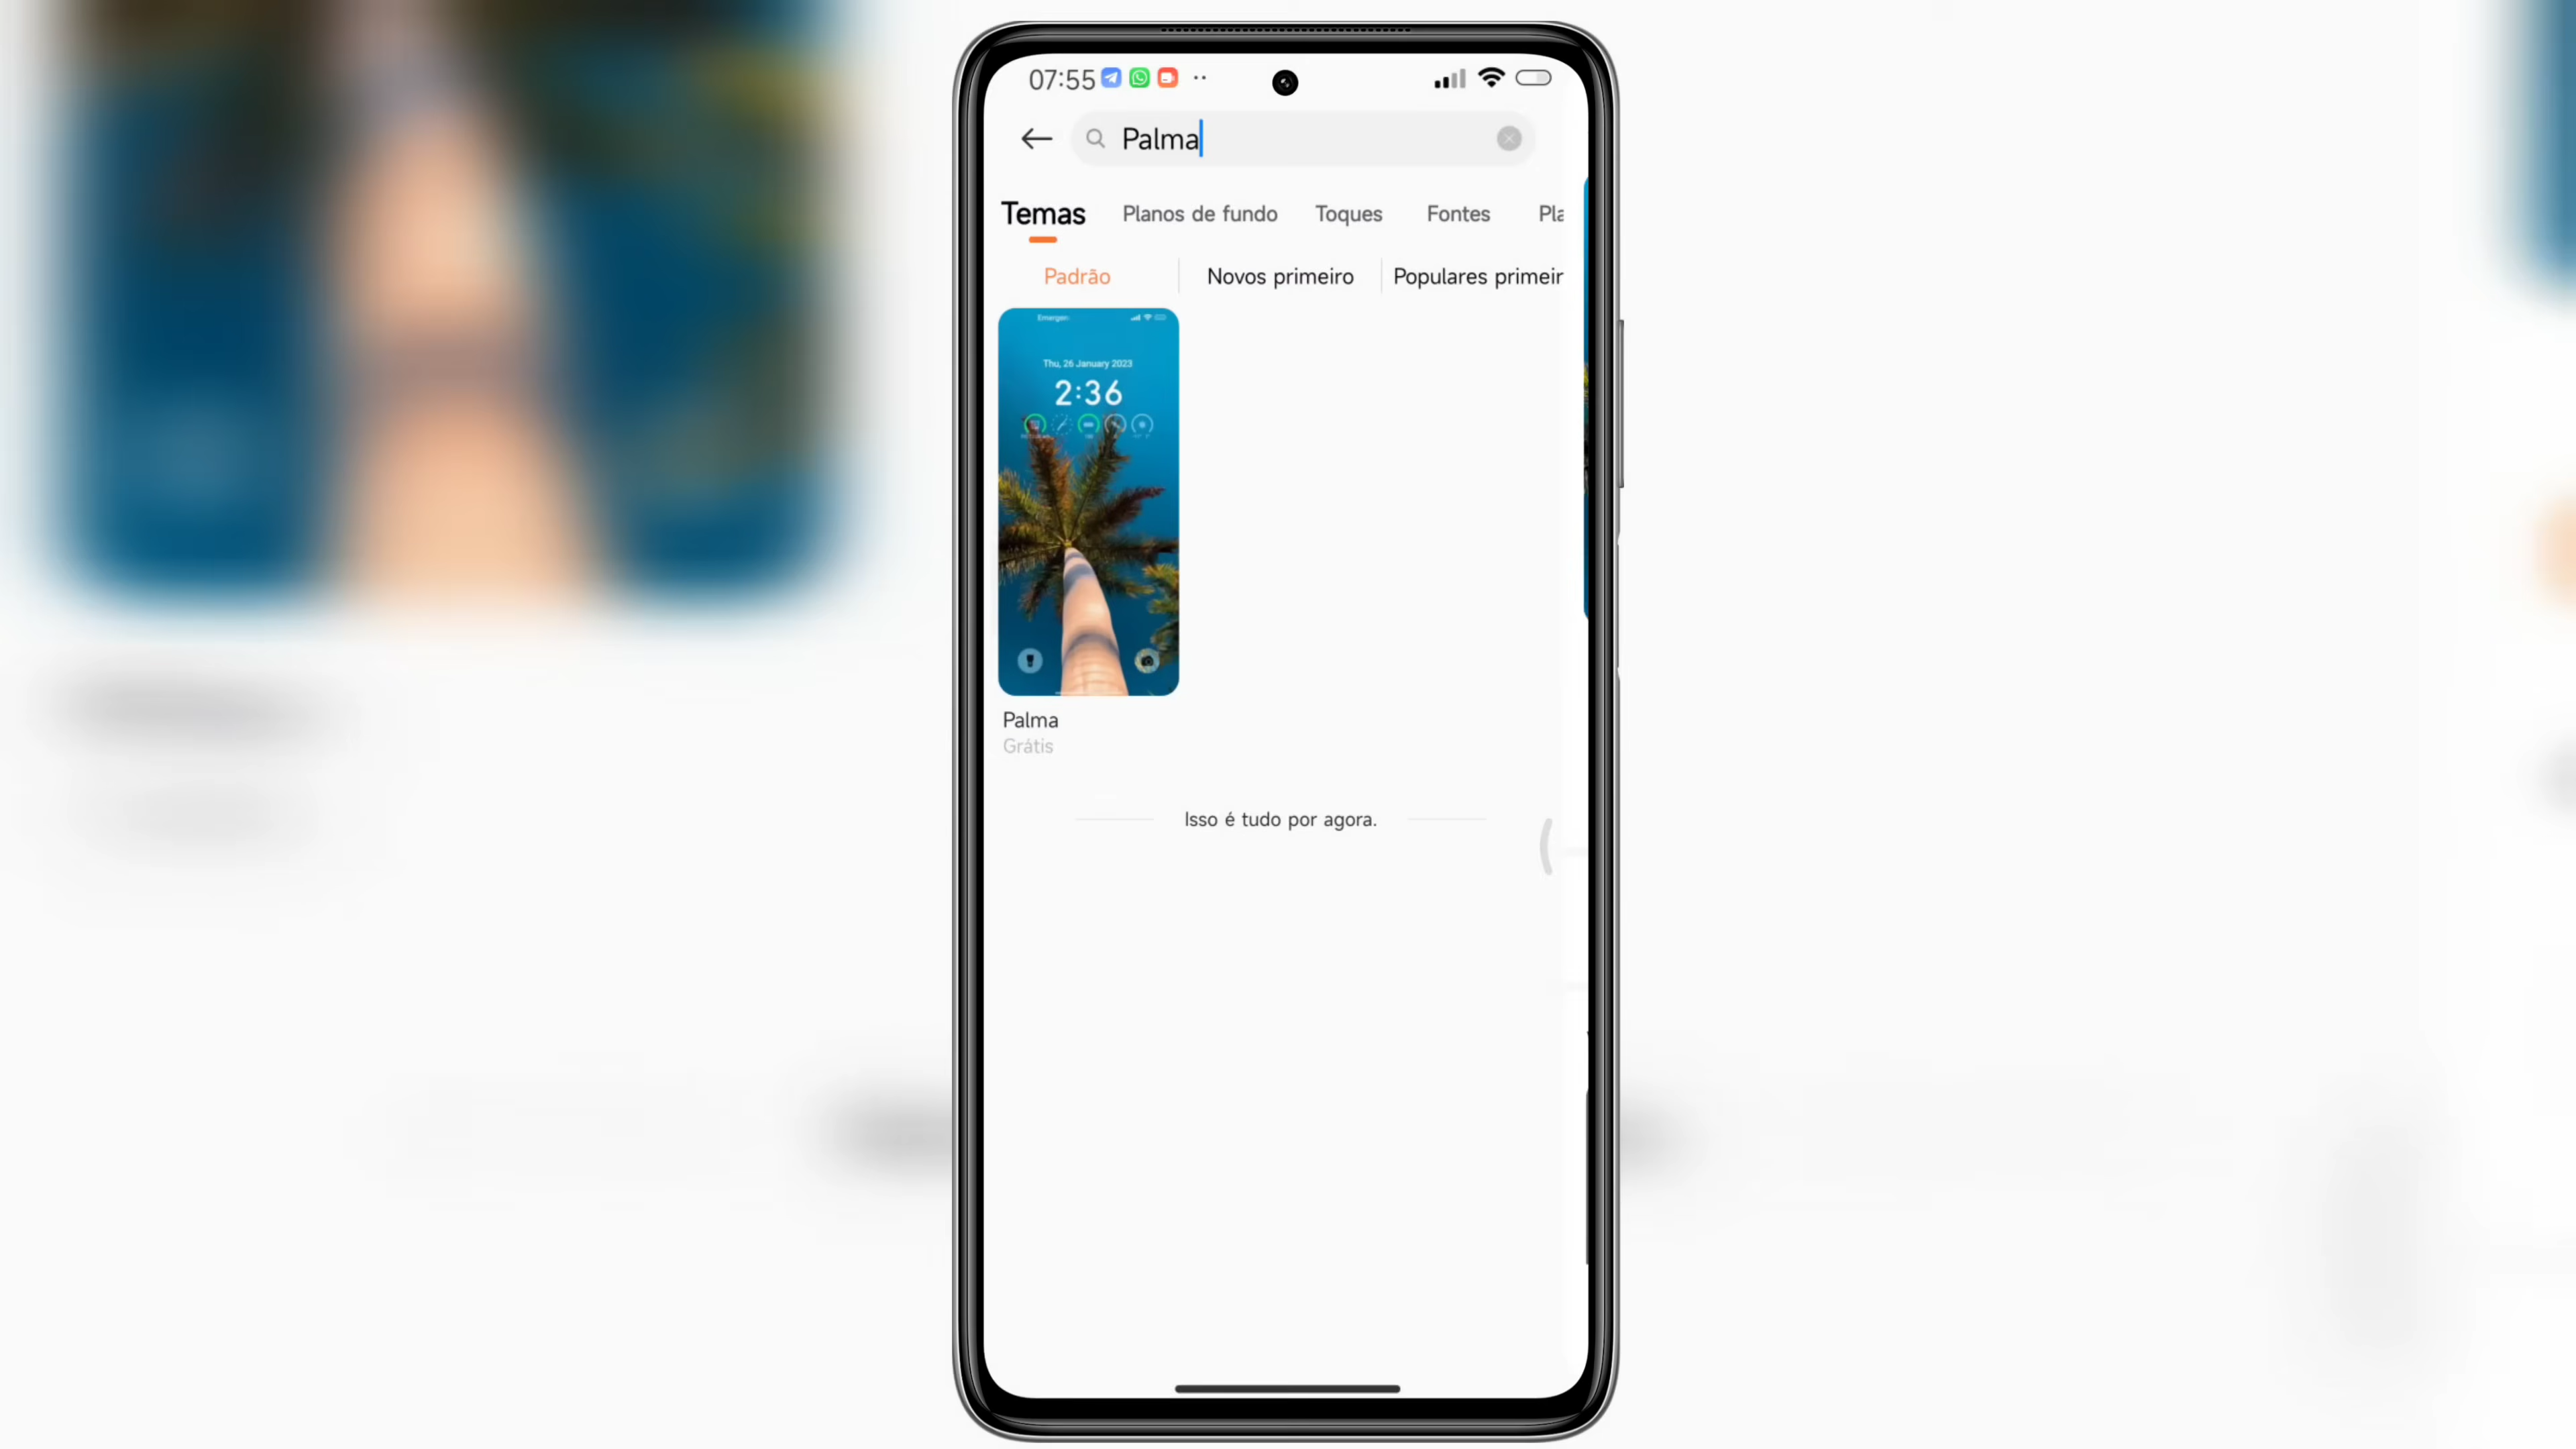 07:55
Palma
Temas Planos de fundo Toques Fontes Pla
Padrão Novos primeiro Populares primeir
Emergen
Thu, 26 January 2023
2:36
Palma
Grátis
Isso é tudo por agora.